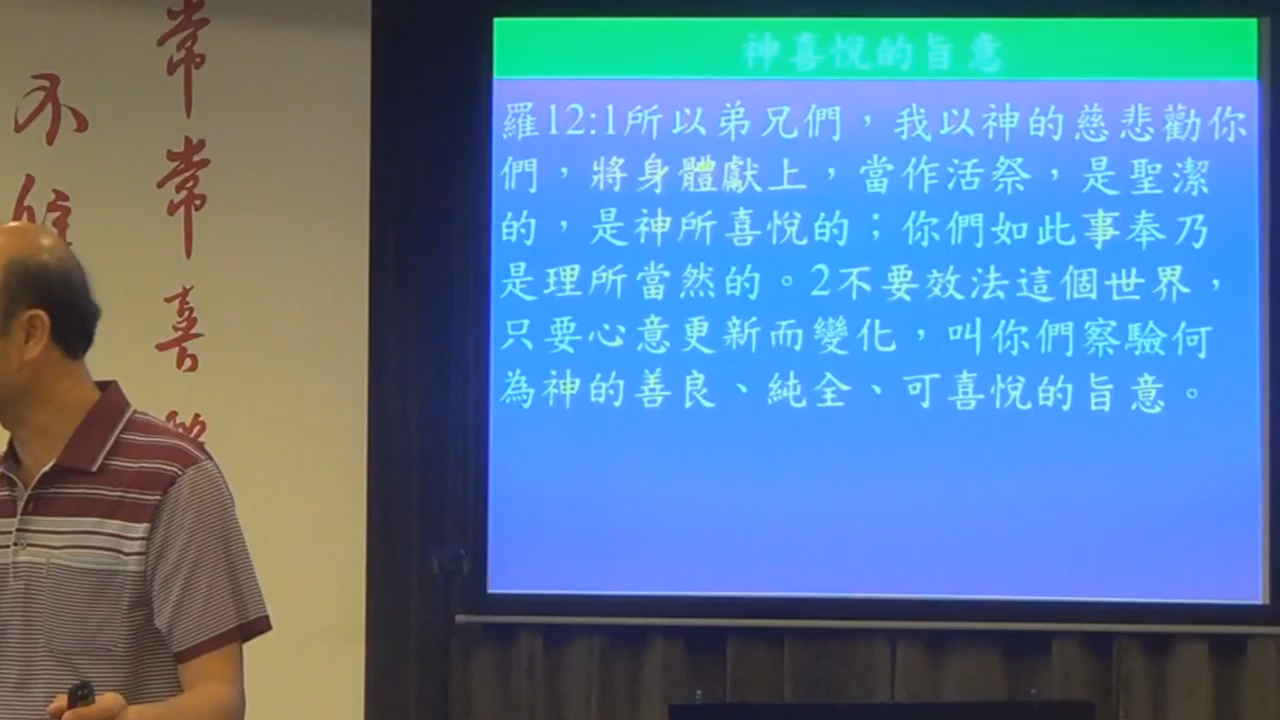 常常喜
不
神喜悅的旨意
羅12:1所以弟兄們，我以神的慈悲勸你
們，將身體獻上，當作活祭，是聖潔
的，是神所喜悅的；你們如此事奉乃
是理所當然的。2不要效法這個世界，
只要心意更新而變化，叫你們察驗何
為神的善良、純全、可喜悅的旨意。